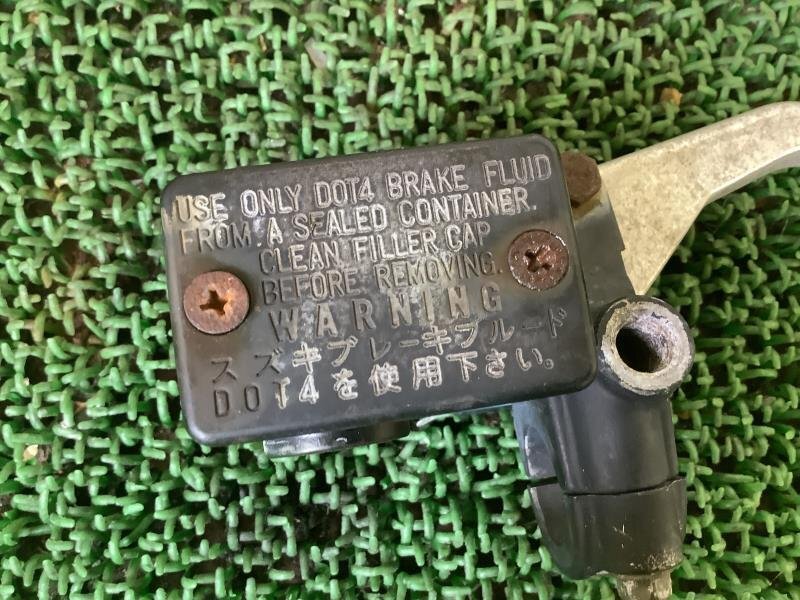 USE ONLY DOT4 BRAKE FLUID
FROM A SEALED CONTAINER.
CLEAN FILLER CAP
BEFORE REMOVING.
WARNING
スズキブレーキフルード
DOT4を使用下さい。